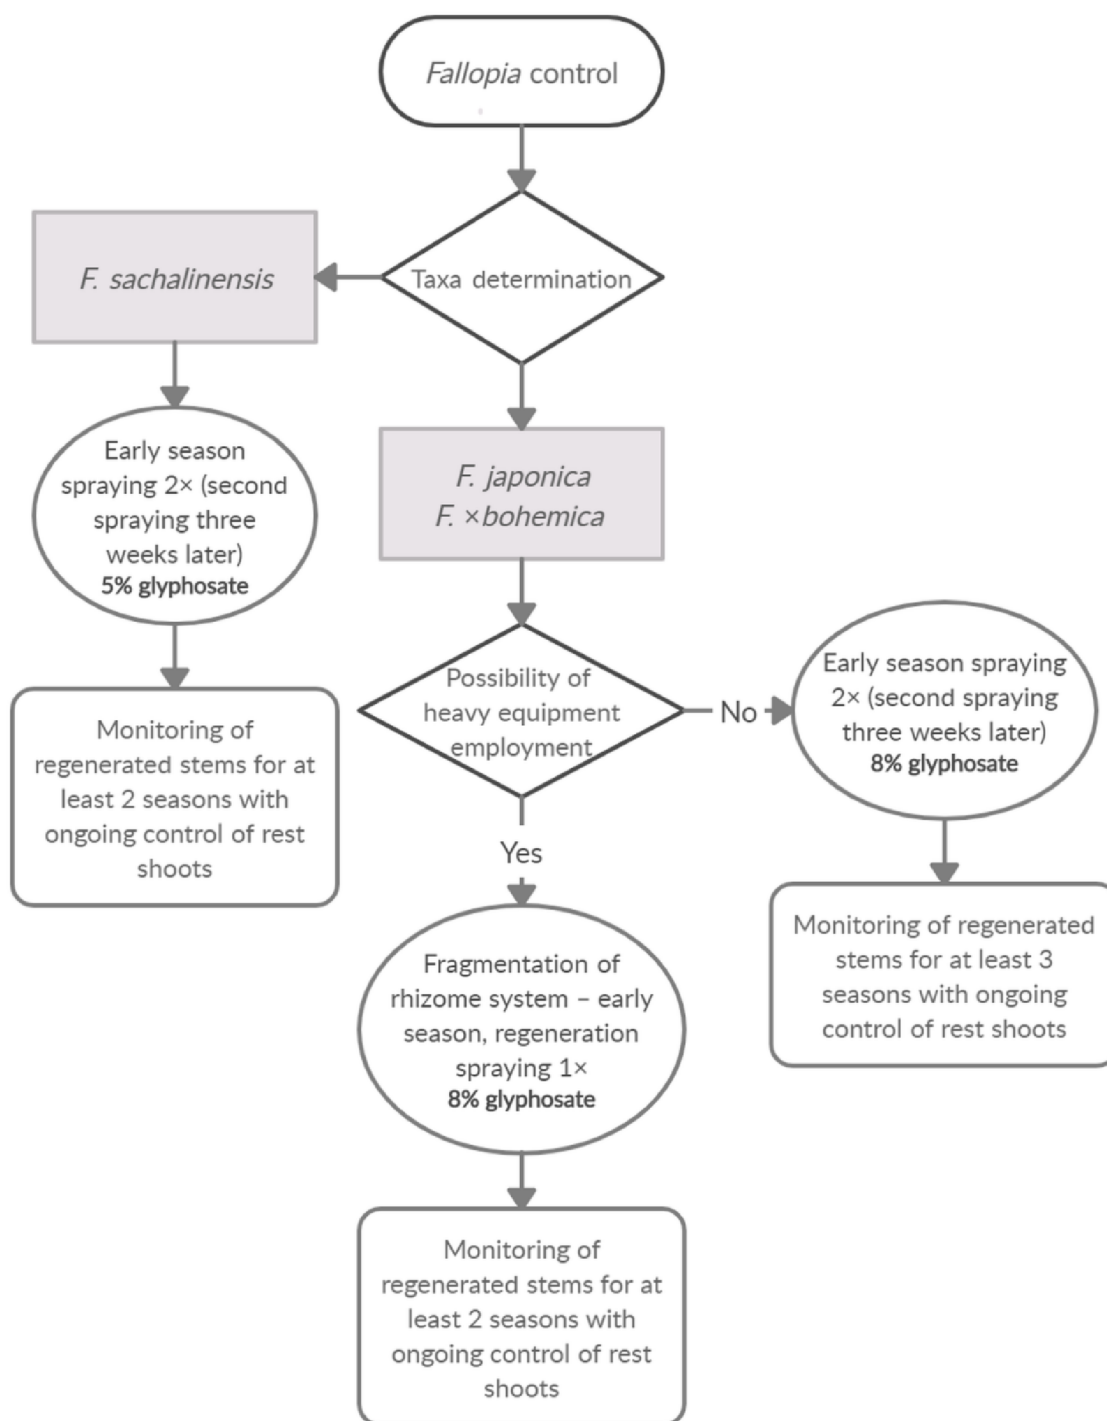 Fallopia control
Taxa determination
F. sachalinensis
Early season
spraying 2× (second
spraying three
weeks later)
5% glyphosate
Monitoring of
regenerated stems for at
least 2 seasons with
ongoing control of rest
shoots
F. japonica
F. ×bohemica
Possibility of
heavy equipment
employment
No
Early season spraying
2× (second spraying
three weeks later)
8% glyphosate
Monitoring of regenerated
stems for at least 3
seasons with ongoing
control of rest shoots
Yes
Fragmentation of
rhizome system – early
season, regeneration
spraying 1×
8% glyphosate
Monitoring of
regenerated stems for at
least 2 seasons with
ongoing control of rest
shoots